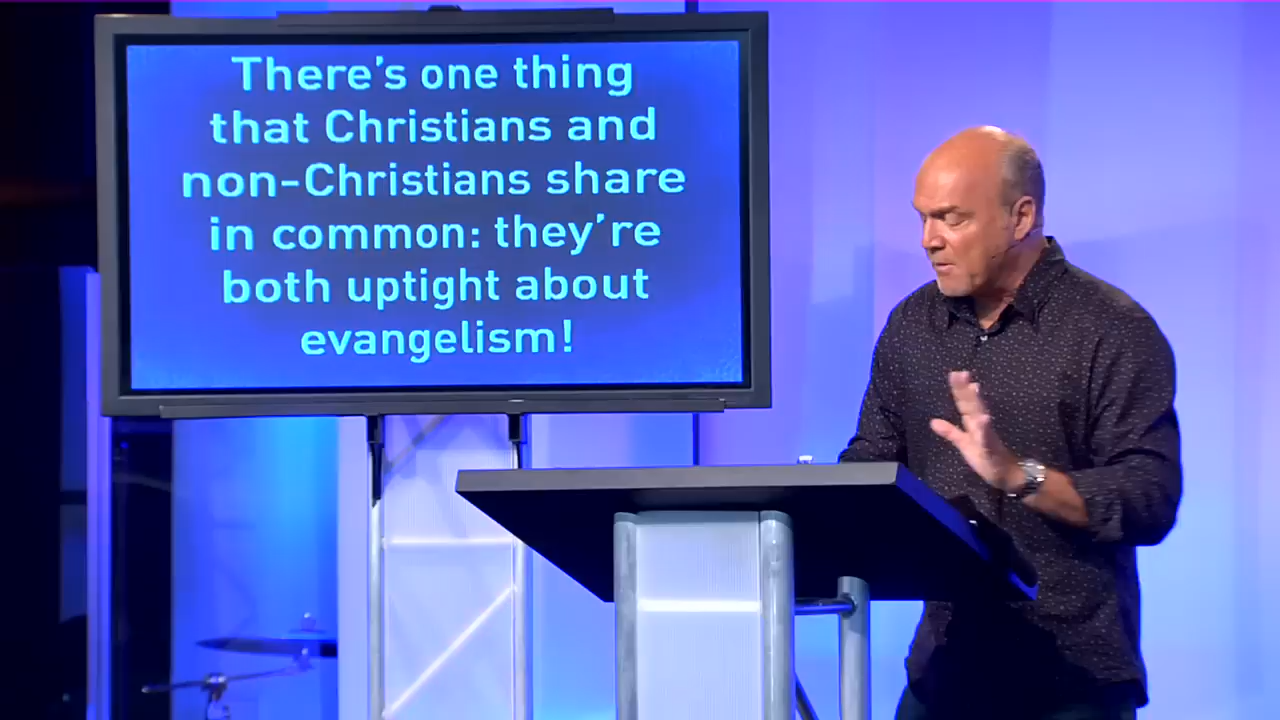 There's one thing
that Christians and
non-Christians share
in common: they're
both uptight about
evangelism!